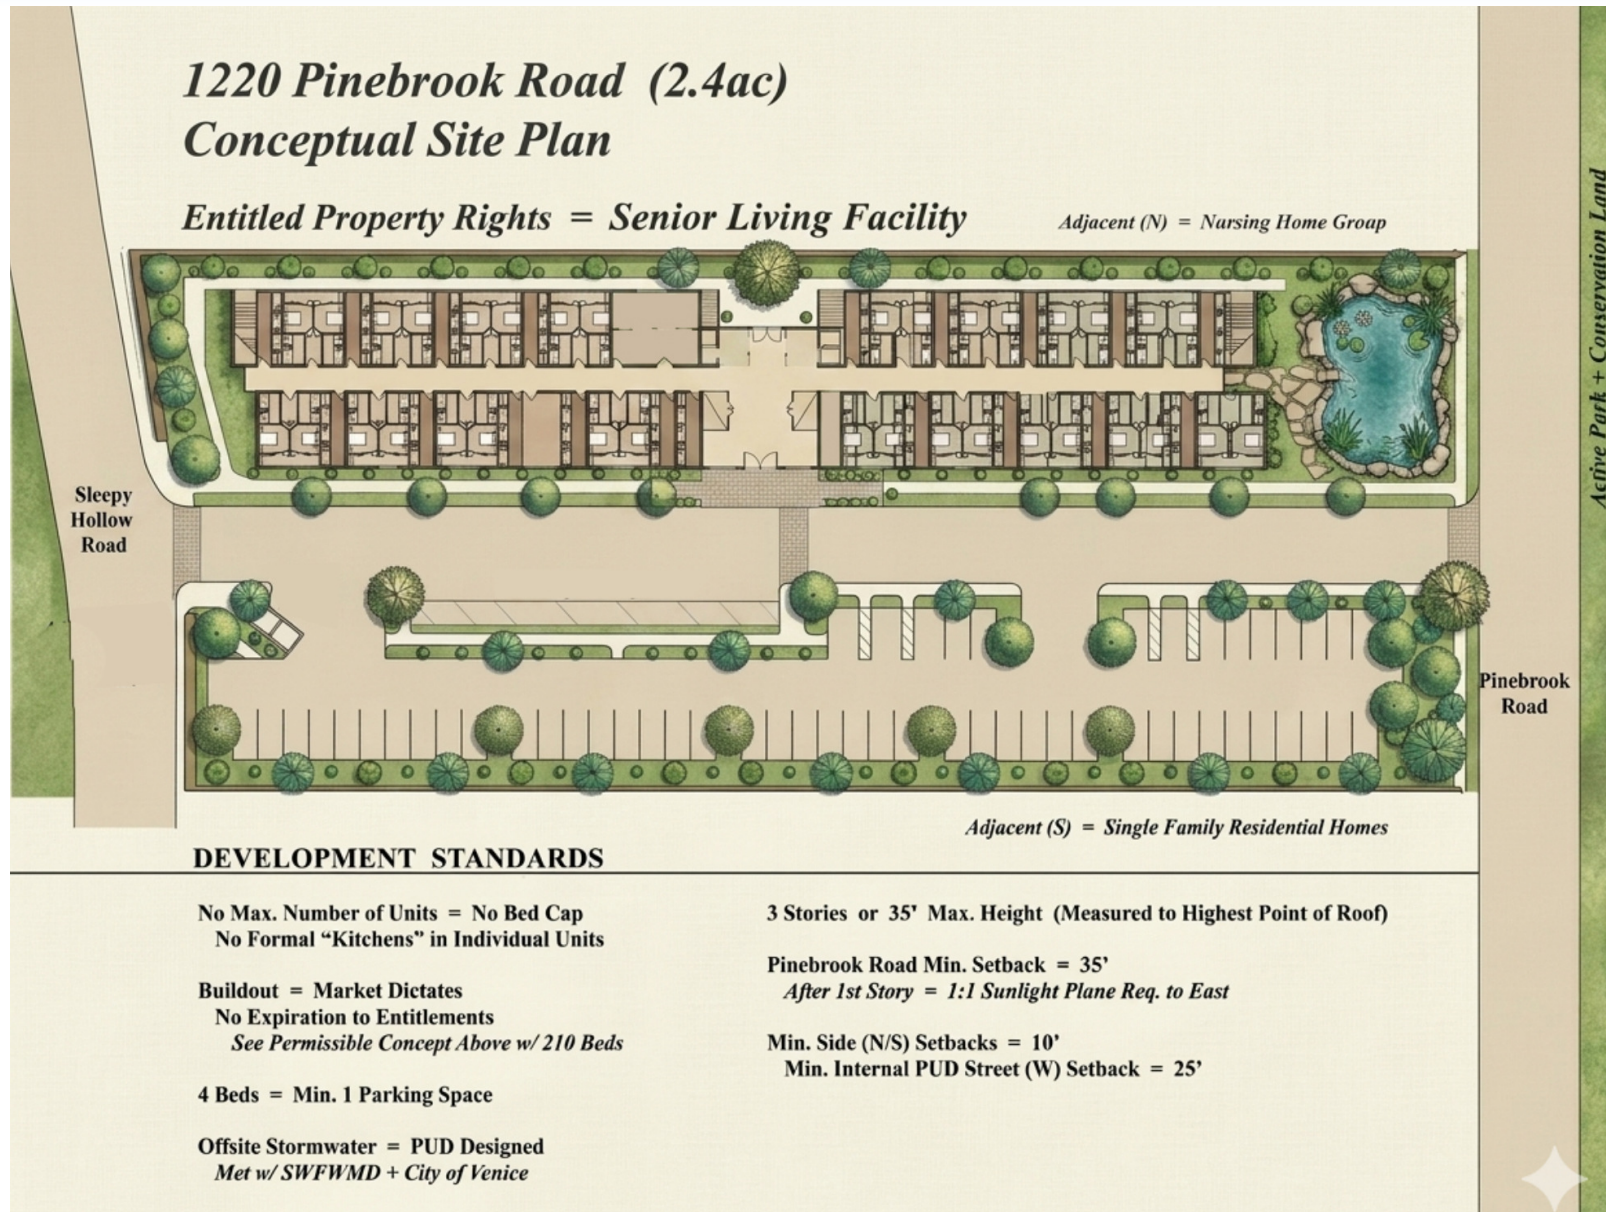 1220 Pinebrook Road (2.4ac)
Conceptual Site Plan
Entitled Property Rights = Senior Living Facility
Adjacent (N) = Narsing Home Groap
Active Park + Conservation Land
Sleepy
Hollow
Road
Pinebrook
Road
Adjacent (S) = Single Family Residential Homes
DEVELOPMENT STANDARDS
No Max. Number of Units = No Bed Cap
No Formal “Kitchens” in Individual Units
Buildout = Market Dictates
No Expiration to Entitlements
See Permissible Concept Above w/ 210 Beds
4 Beds = Min. 1 Parking Space
Offsite Stormwater = PUD Designed
Met w/ SWFWMD + City of Venice
3 Stories or 35' Max. Height (Measured to Highest Point of Roof)
Pinebrook Road Min. Setback = 35’
After 1st Story = 1:1 Sunlight Plane Req. to East
Min. Side (N/S) Setbacks = 10’
Min. Internal PUD Street (W) Setback = 25’